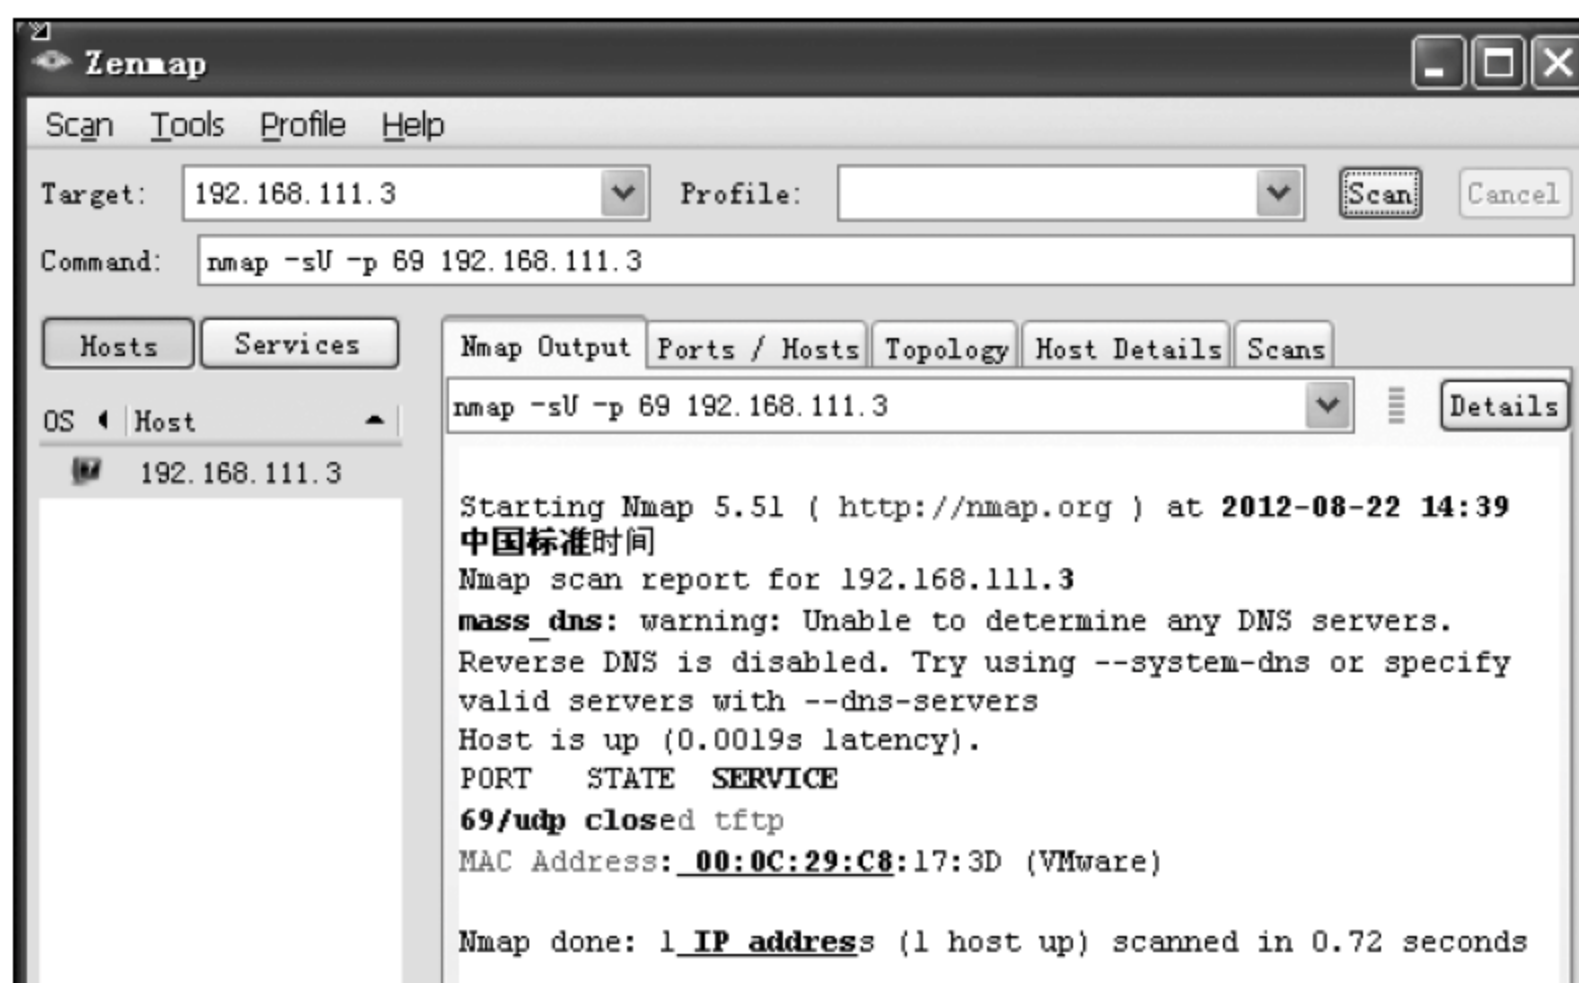 Zenmap
Scan Tools Profile Help
Target: 192.168.111.3 Profile: Scan Cancel
Command: nmap -sU -p 69 192.168.111.3
Hosts Services
Nmap Output Ports / Hosts Topology Host Details Scans
nmap -sU -p 69 192.168.111.3 Details
OS Host
192.168.111.3
Starting Nmap 5.51 ( http://nmap.org ) at 2012-08-22 14:39
中国标准时间
Nmap scan report for 192.168.111.3
mass_dns: warning: Unable to determine any DNS servers.
Reverse DNS is disabled. Try using --system-dns or specify
valid servers with --dns-servers
Host is up (0.0019s latency).
PORT STATE SERVICE
69/udp closed tftp
MAC Address: 00:0C:29:C8:17:3D (VMware)
Nmap done: 1 IP address (1 host up) scanned in 0.72 seconds